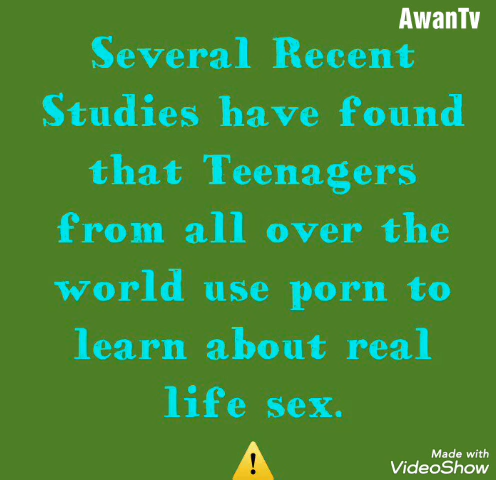 AwanTv
Several Recent
Studies have found
that Teenagers
from all over the
world use porn to
learn about real
life sex.
Made with
VideoShow